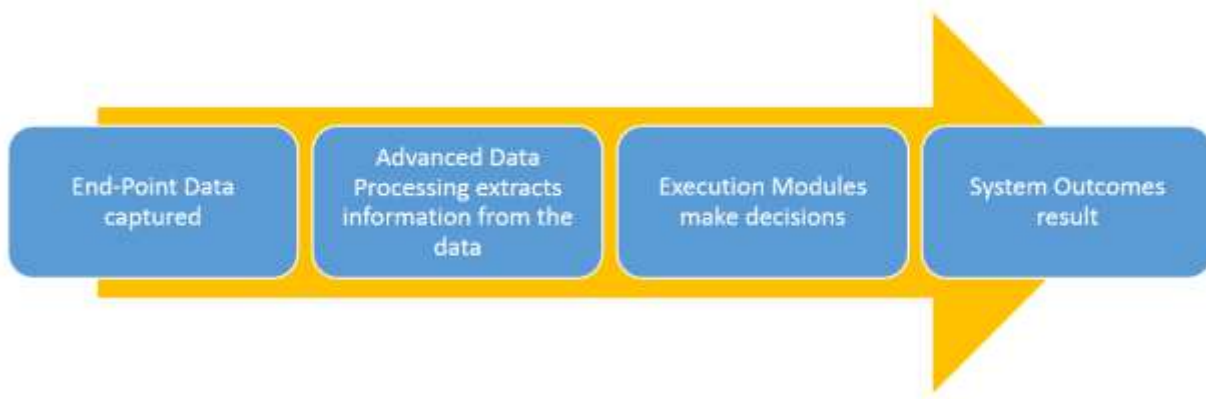 End-Point Data
captured
Advanced Data
Processing extracts
information from the
data
Execution Modules
make decisions
System Outcomes
result